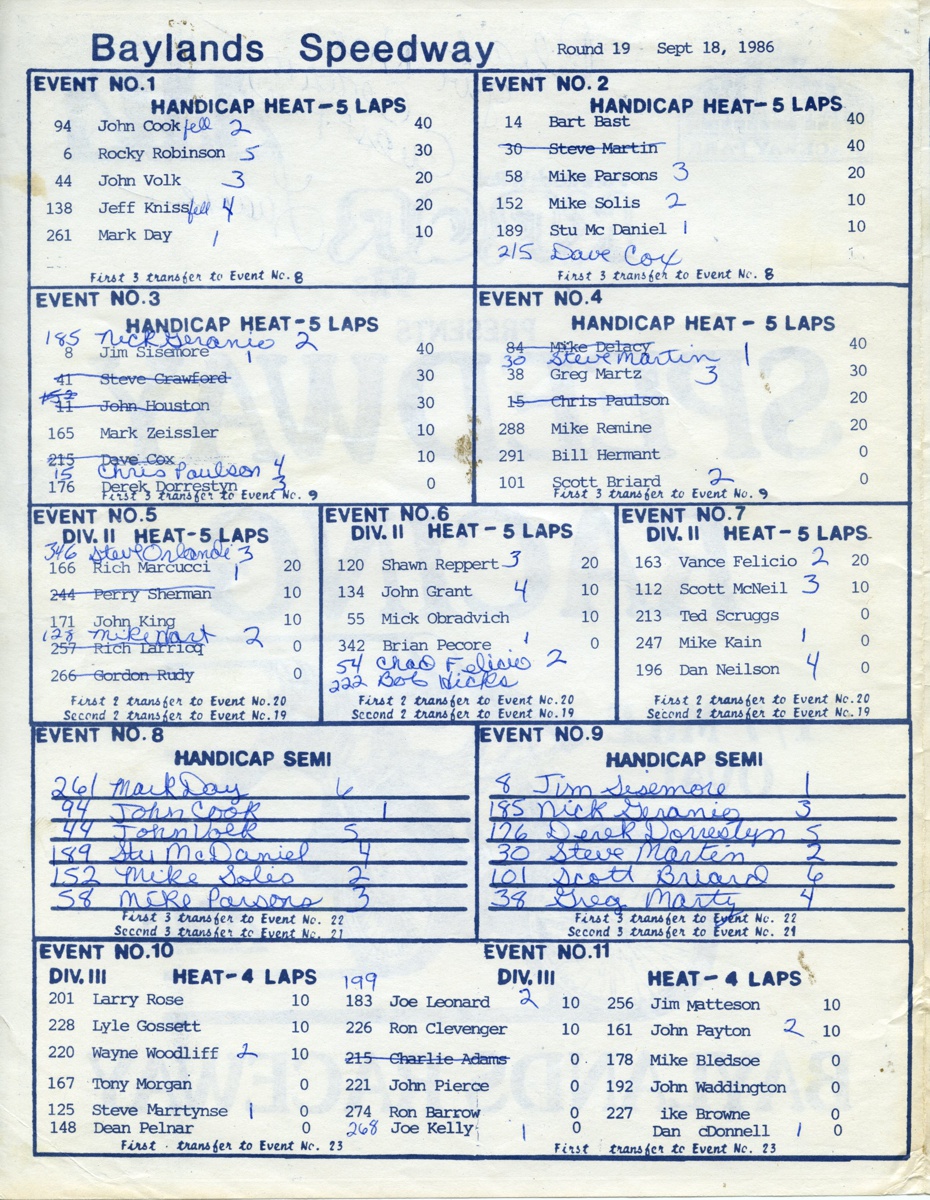 Baylands Speedway Round 19 Sept 18, 1986
EVENT NO.1
HANDICAP HEAT-5 LAPS
94 John Cook fell 2 40
6 Rocky Robinson 5 30
44 John Volk 3 20
138 Jeff Kniss fell 4 20
261 Mark Day 1 10
First 3 transfer to Event No. 8
EVENT NO.2
HANDICAP HEAT-5 LAPS
14 Bart Bast 40
30 Steve Martin 40
58 Mike Parsons 3 20
152 Mike Solis 2 10
189 Stu Mc Daniel 1 10
215 Dave Cox
First 3 transfer to Event No. 8
EVENT NO.3
HANDICAP HEAT-5 LAPS
185 Nick Geranio 2
8 Jim Sisemore 1 40
41 Steve Crawford 30
11 John Houston 30
165 Mark Zeissler 10
215 Dave Cox 10
15 Chris Paulson 4
176 Derek Dorrestyn 3 0
First 3 transfer to Event No. 9
EVENT NO.4
HANDICAP HEAT-5 LAPS
84 Mike Delacy 40
30 Steve Martin 1
38 Greg Martz 3 30
15 Chris Paulson 20
288 Mike Remine 20
291 Bill Hermant 0
101 Scott Briard 2 0
First 3 transfer to Event No. 9
EVENT NO.5
DIV. II HEAT-5 LAPS
346 Steve Orlandi 3
166 Rich Marcucci 1 20
244 Perry Sherman 10
171 John King 10
128 Mike Hart 2
257 Rich Larricq 0
266 Gordon Rudy 0
First 2 transfer to Event No.20
Second 2 transfer to Event No.19
EVENT NO.6
DIV. II HEAT-5 LAPS
120 Shawn Reppert 3 20
134 John Grant 4 10
55 Mick Obradvich 10
342 Brian Pecore 1 0
54 Chad Felicio 2
222 Bob Hicks
First 2 transfer to Event No.20
Second 2 transfer to Event No.19
EVENT NO.7
DIV. II HEAT-5 LAPS
163 Vance Felicio 2 20
112 Scott McNeil 3 10
213 Ted Scruggs 0
247 Mike Kain 1 0
196 Dan Neilson 4 0
First 2 transfer to Event No.20
Second 2 transfer to Event No.19
EVENT NO.8
HANDICAP SEMI
261 Mark Day 6
94 John Cook 1
44 John Volk 5
189 Stu McDaniel 4
152 Mike Solis 2
58 Mike Parsons 3
First 3 transfer to Event No. 22
Second 3 transfer to Event No. 21
EVENT NO.9
HANDICAP SEMI
8 Jim Sisemore 1
185 Nick Geranio 3
176 Derek Dorrestyn 5
30 Steve Martin 2
101 Scott Briard 6
38 Greg Martz 4
First 3 transfer to Event No. 22
Second 3 transfer to Event No. 21
EVENT NO.10
DIV. III HEAT-4 LAPS
201 Larry Rose 10
228 Lyle Gossett 10
220 Wayne Woodliff 2 10
167 Tony Morgan 0
125 Steve Marrtynse 1 0
148 Dean Pelnar 0
First transfer to Event No. 23
EVENT NO.11
DIV. III HEAT-4 LAPS
199
183 Joe Leonard 2 10
226 Ron Clevenger 10
215 Charlie Adams 0
221 John Pierce 0
274 Ron Barrow 0
268 Joe Kelly 1 0
256 Jim Matteson 10
161 John Payton 2 10
178 Mike Bledsoe 0
192 John Waddington 0
227 ike Browne 0
Dan cDonnell 1 0
First transfer to Event No. 23